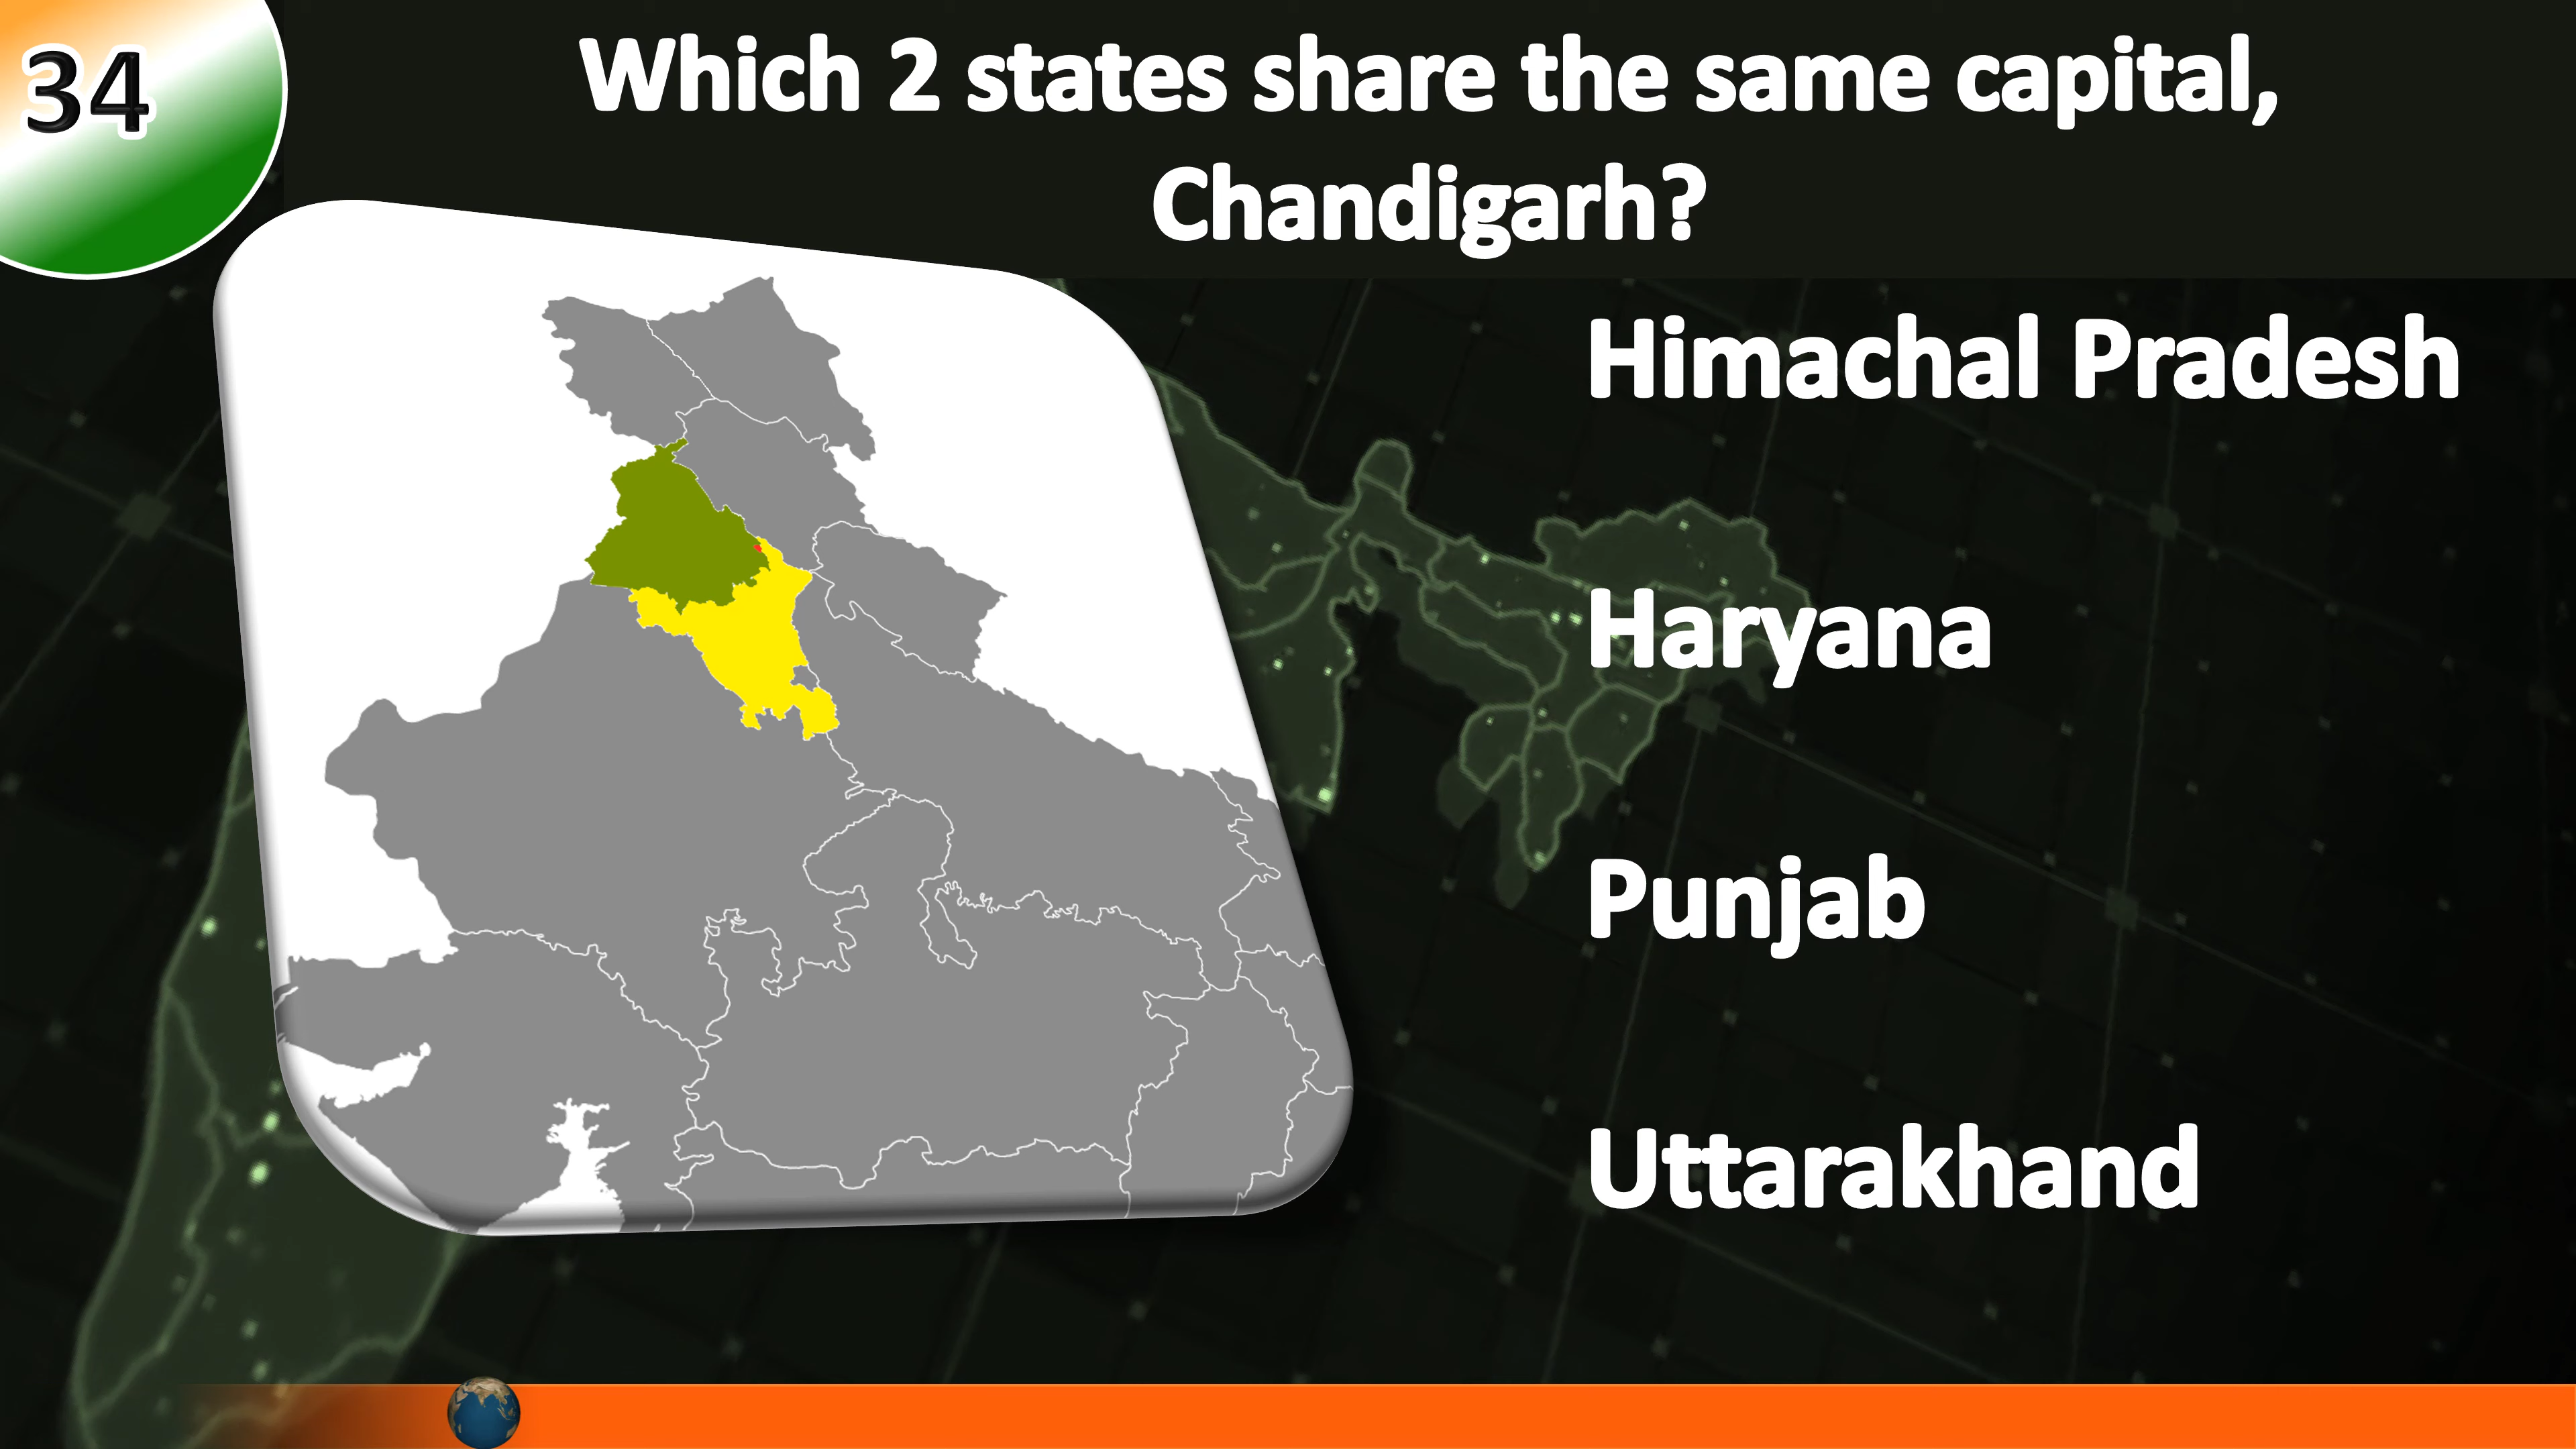 34
Which 2 states share the same capital,
Chandigarh?
Himachal Pradesh
Haryana
Punjab
Uttarakhand